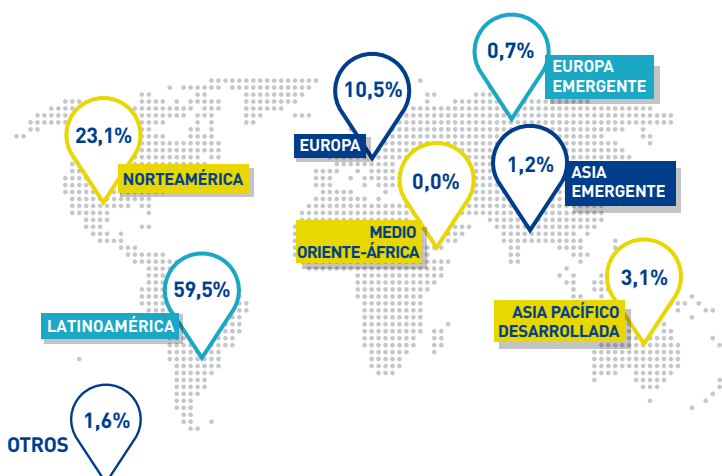 0,7%
EUROPA
EMERGENTE
10,5%
EUROPA
23,1%
NORTEAMÉRICA
0,0%
MEDIO
ORIENTE-ÁFRICA
1,2%
ASIA
EMERGENTE
59,5%
LATINOAMÉRICA
3,1%
ASIA PACÍFICO
DESARROLLADA
1,6%
OTROS